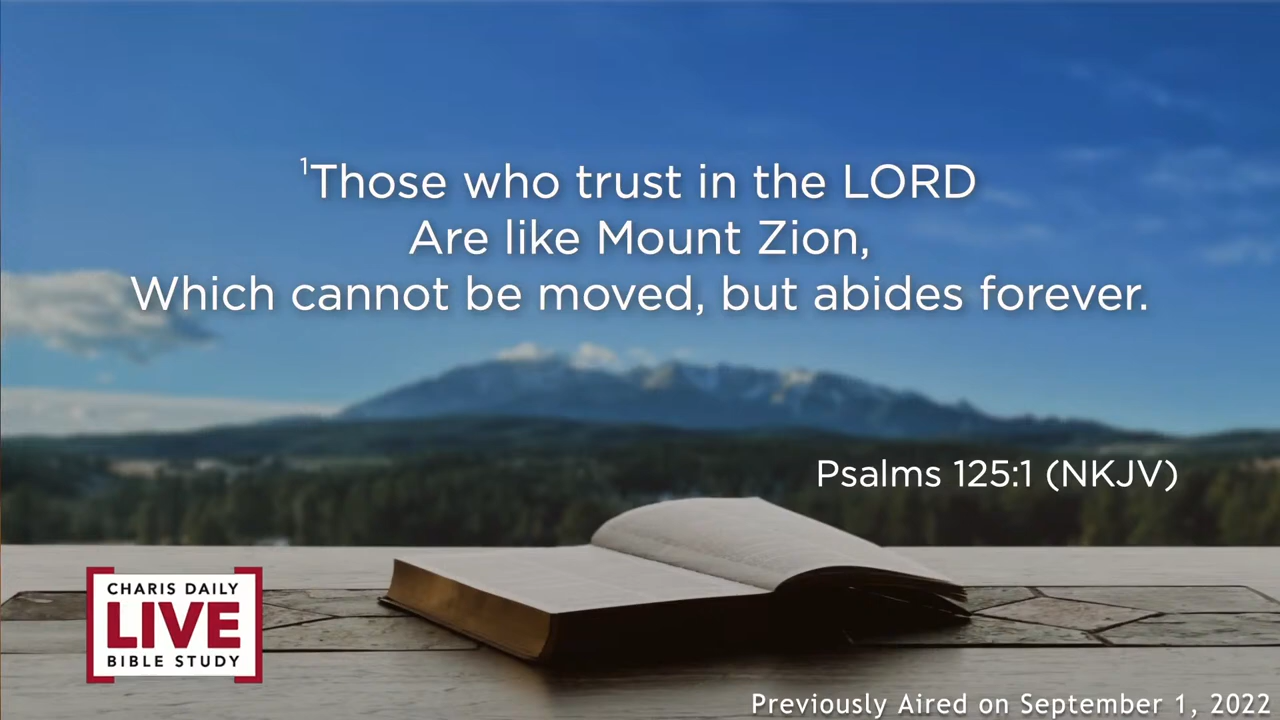 ¹Those who trust in the LORD
Are like Mount Zion,
Which cannot be moved, but abides forever.
Psalms 125:1 (NKJV)
CHARIS DAILY
LIVE
BIBLE STUDY
Previously Aired on September 1, 2022